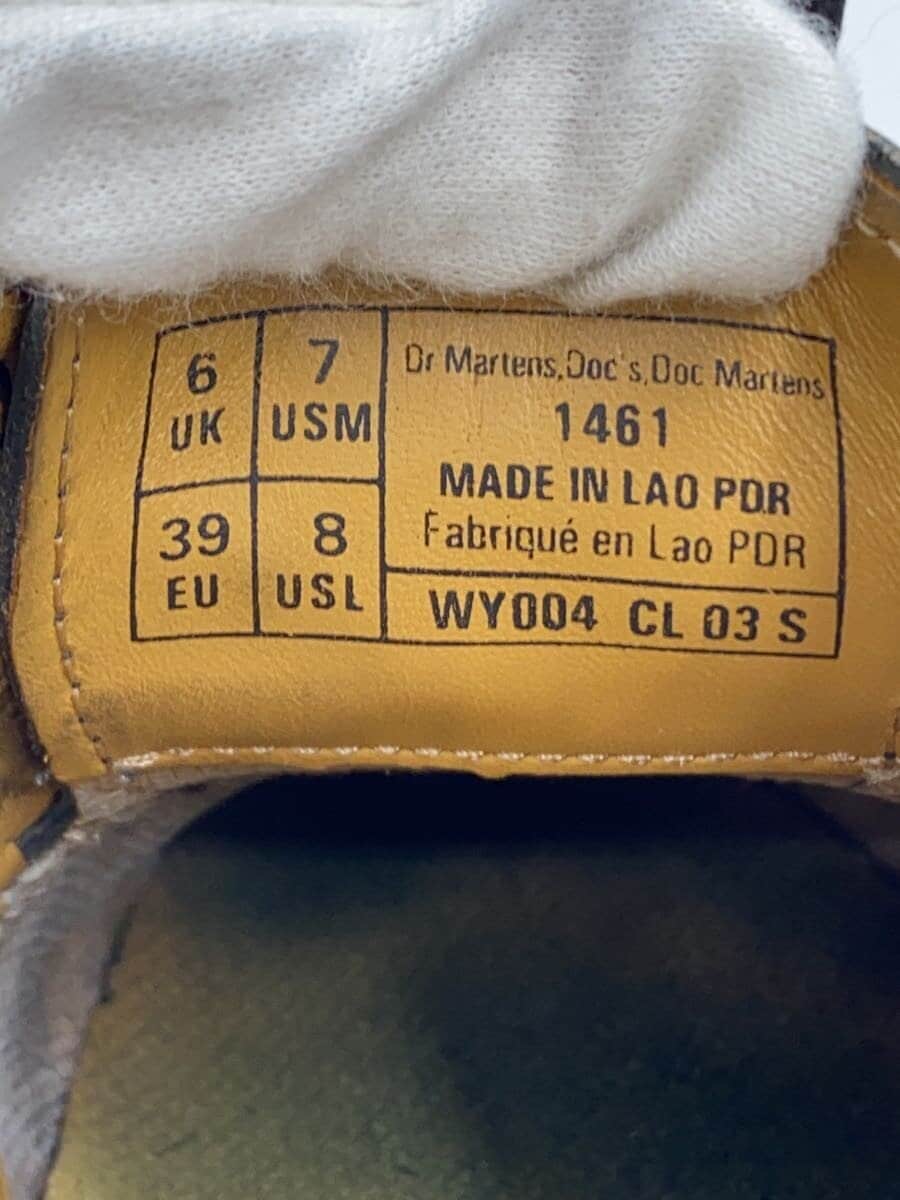 6
UK
7
USM
39
EU
8
USL
Dr Martens,Doc's,Doc Martens
1461
MADE IN LAO PDR
Fabriqué en Lao PDR
WY004 CL 03 S